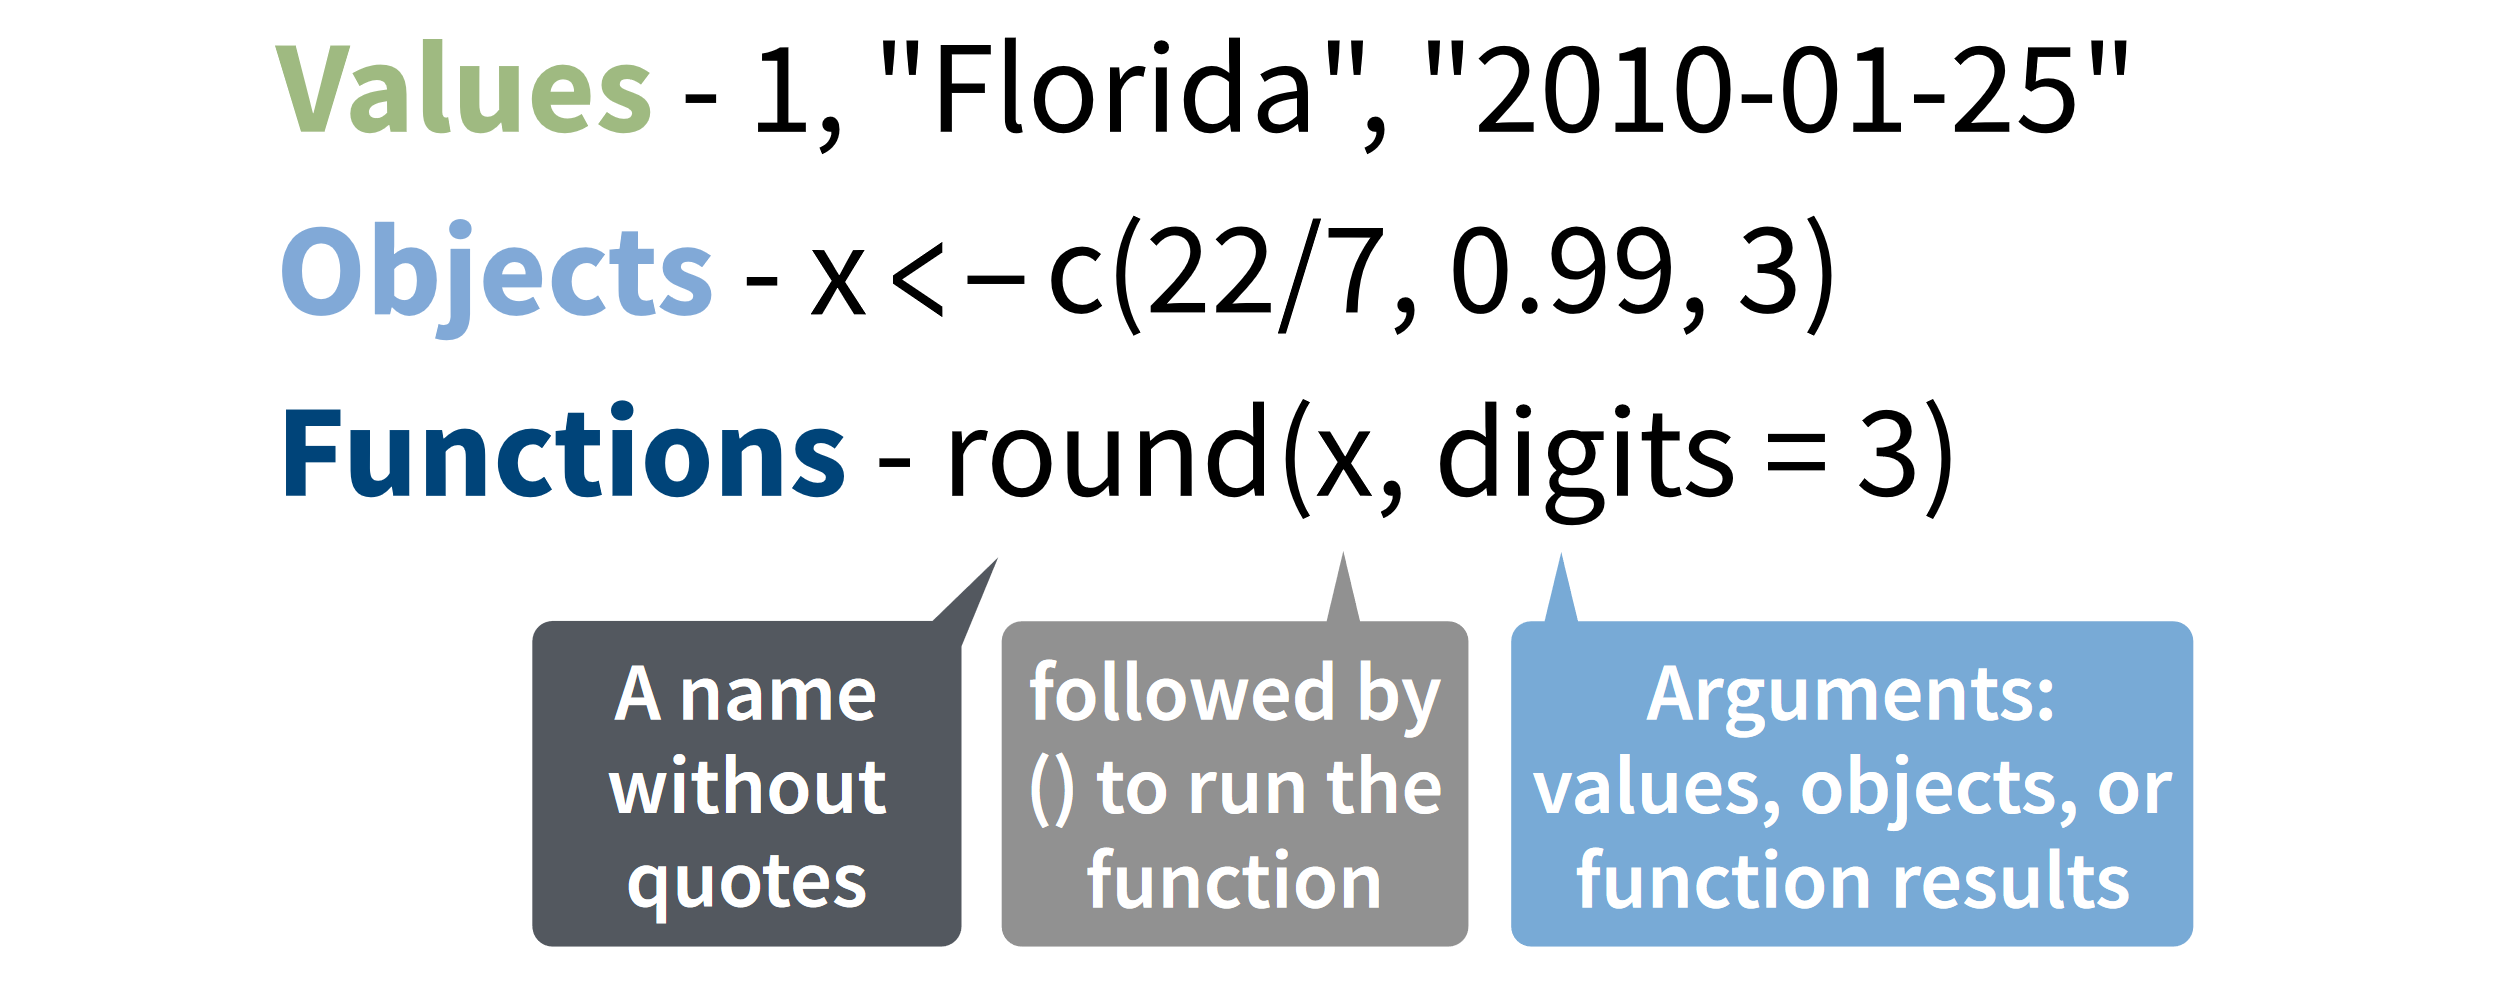 Values - 1, "Florida", "2010-01-25"
Objects - x <- c(22/7, 0.99, 3)
Functions - round(x, digits = 3)
A name
without
quotes
followed by
() to run the
function
Arguments:
values, objects, or
function results